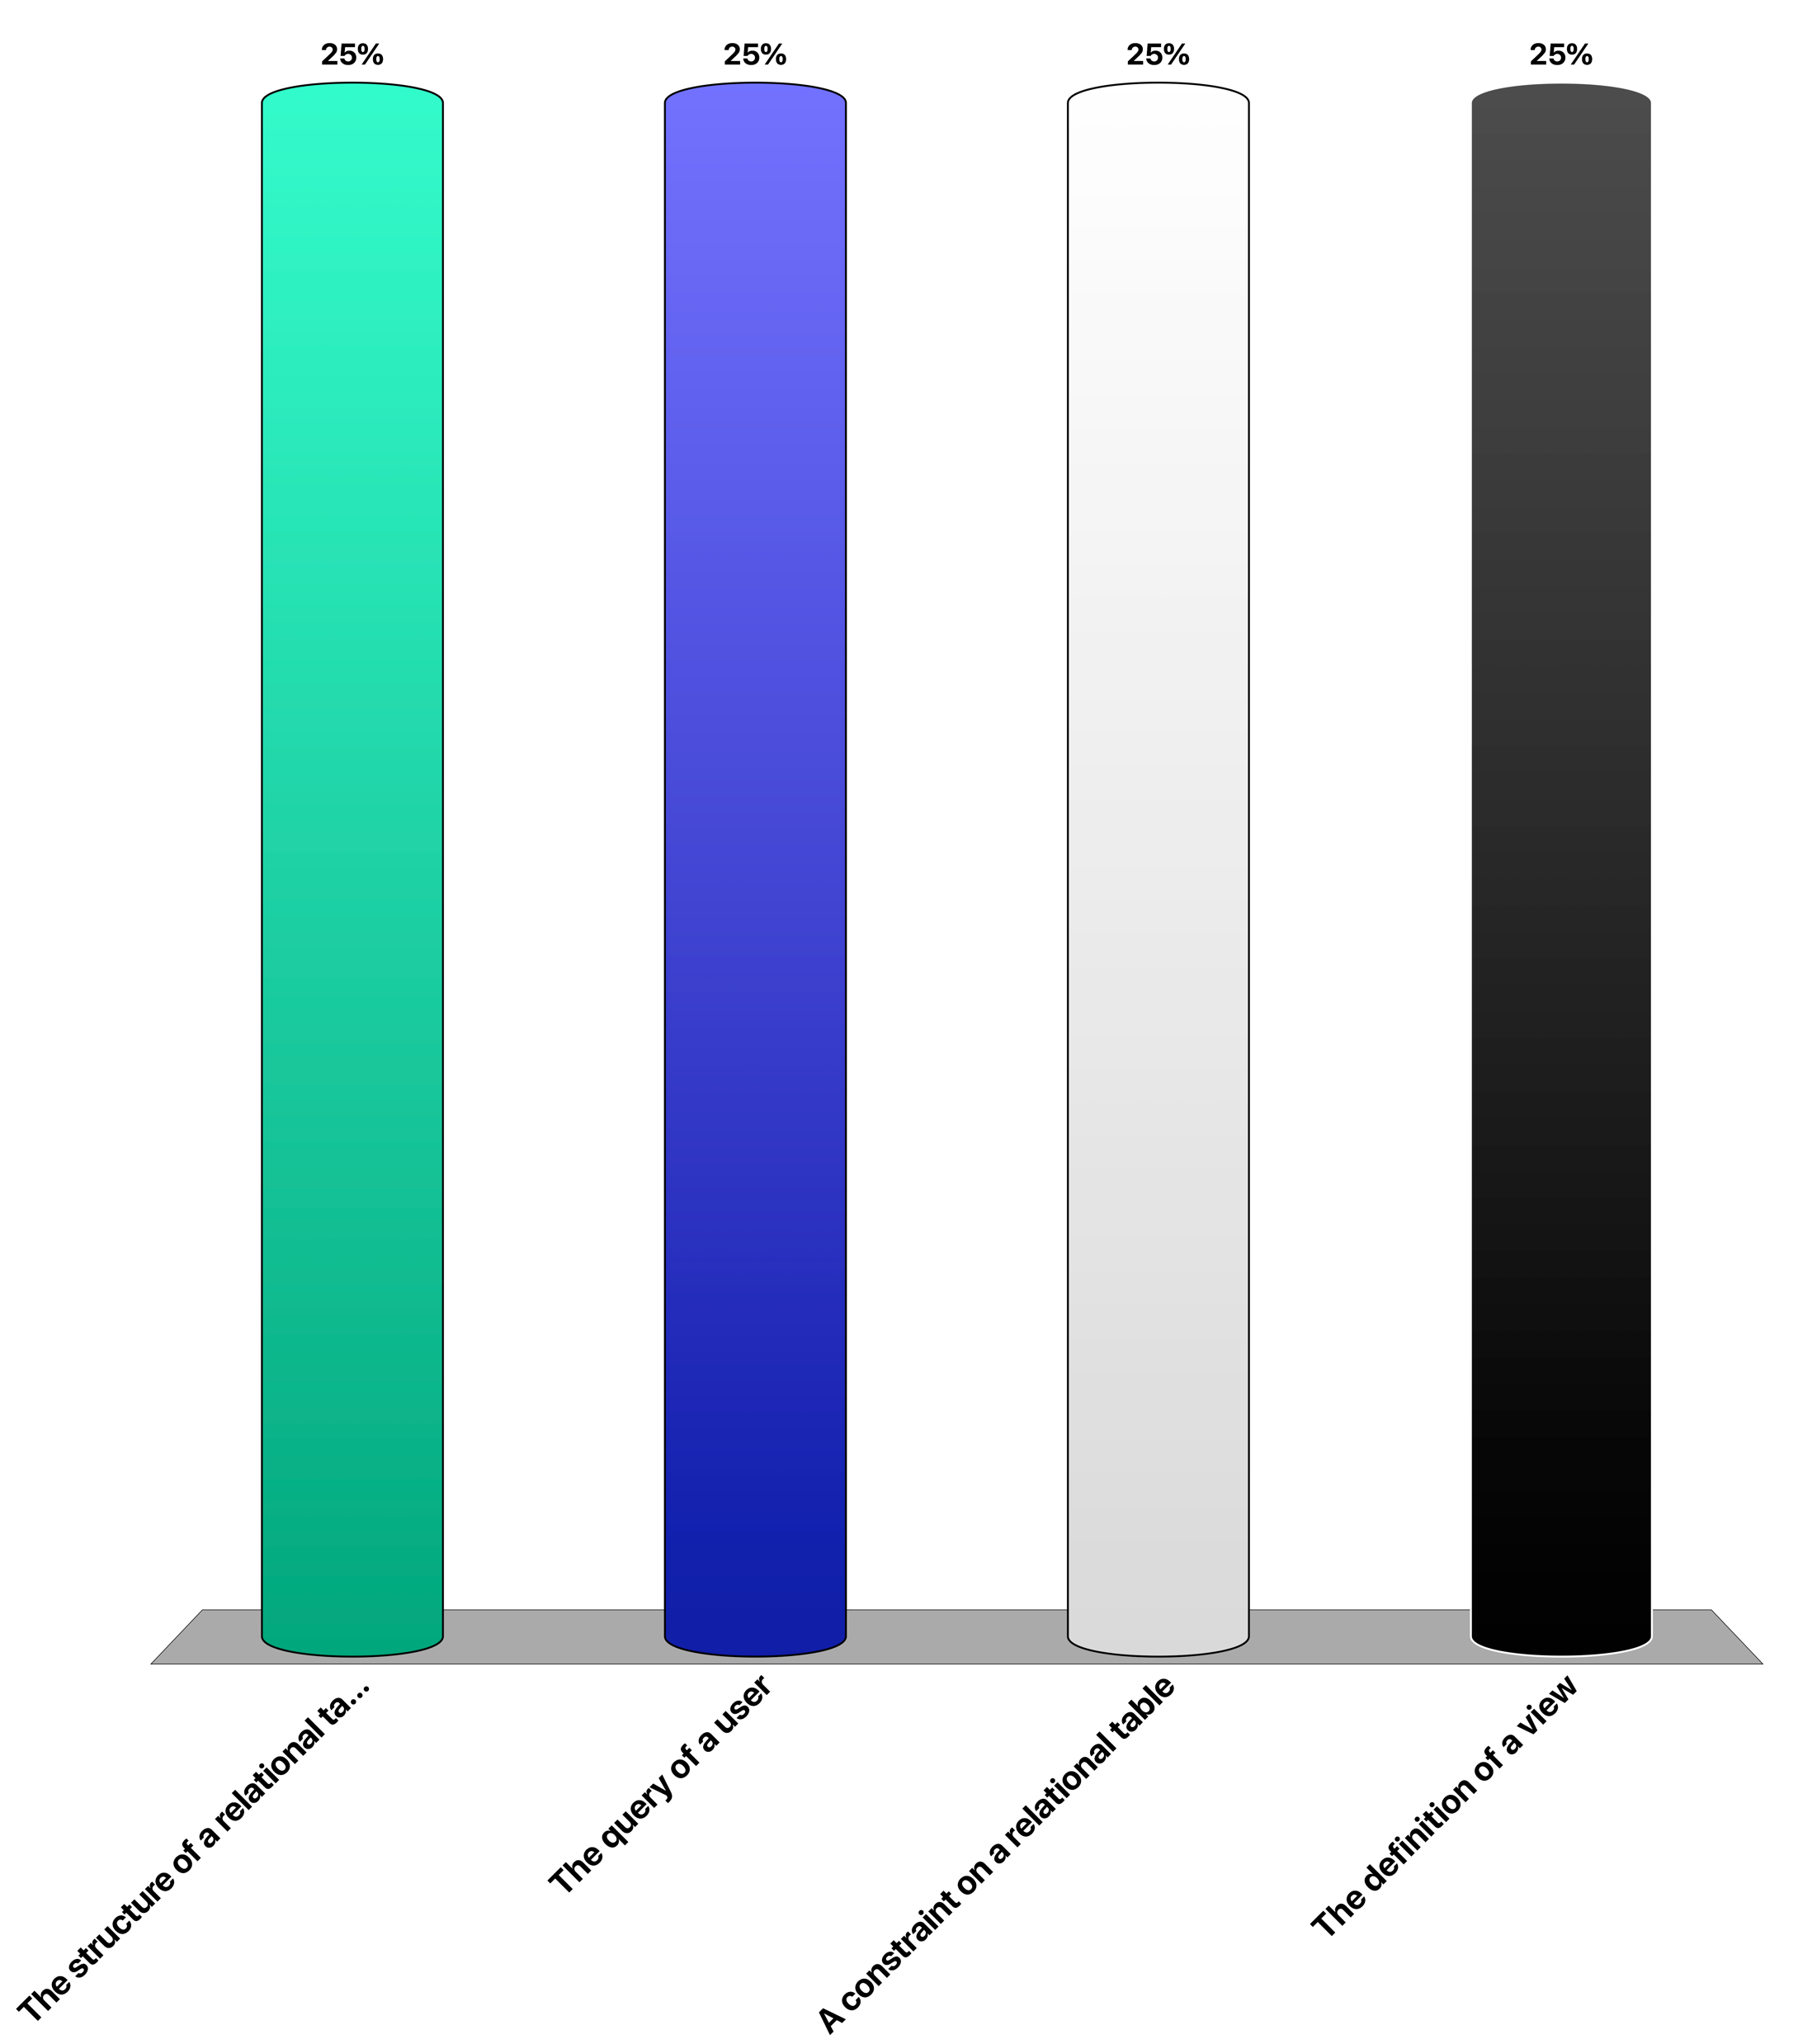 25%
25%
25%
25%
The structure of a relational ta...
The query of a user
A constraint on a relational table
The definition of a view